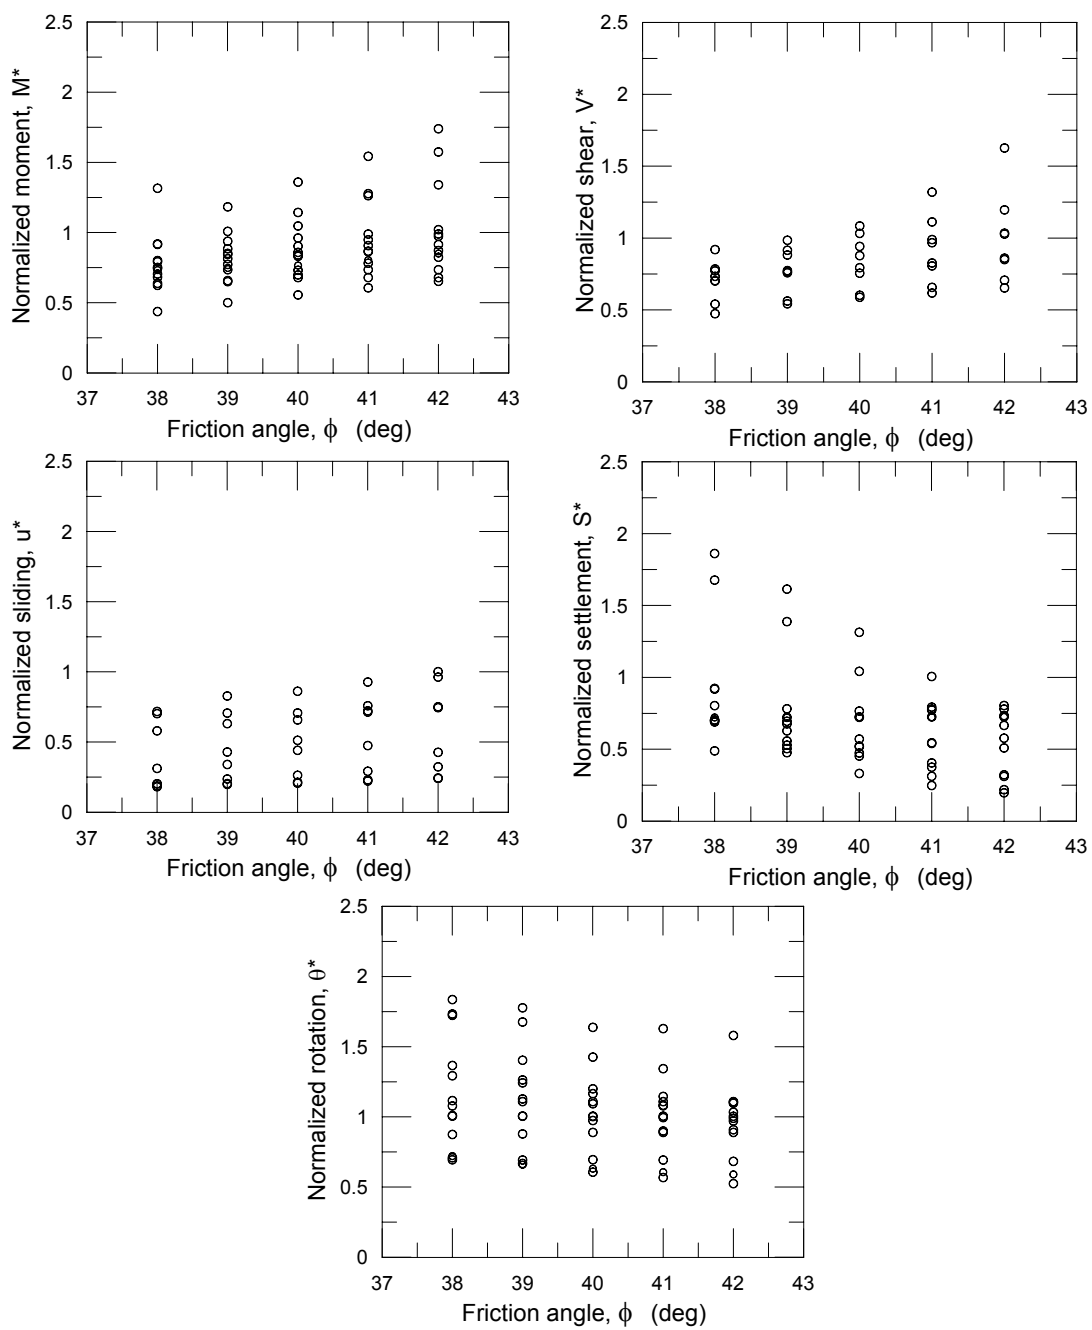 2.5
2
1.5
1
0.5
0
Normalized moment, M*
37 38 39 40 41 42 43
Friction angle, ϕ (deg)
2.5
2
1.5
1
0.5
0
Normalized shear, V*
37 38 39 40 41 42 43
Friction angle, ϕ (deg)
2.5
2
1.5
1
0.5
0
Normalized sliding, u*
37 38 39 40 41 42 43
Friction angle, ϕ (deg)
2.5
2
1.5
1
0.5
0
Normalized settlement, S*
37 38 39 40 41 42 43
Friction angle, ϕ (deg)
2.5
2
1.5
1
0.5
0
Normalized rotation, θ*
37 38 39 40 41 42 43
Friction angle, ϕ (deg)